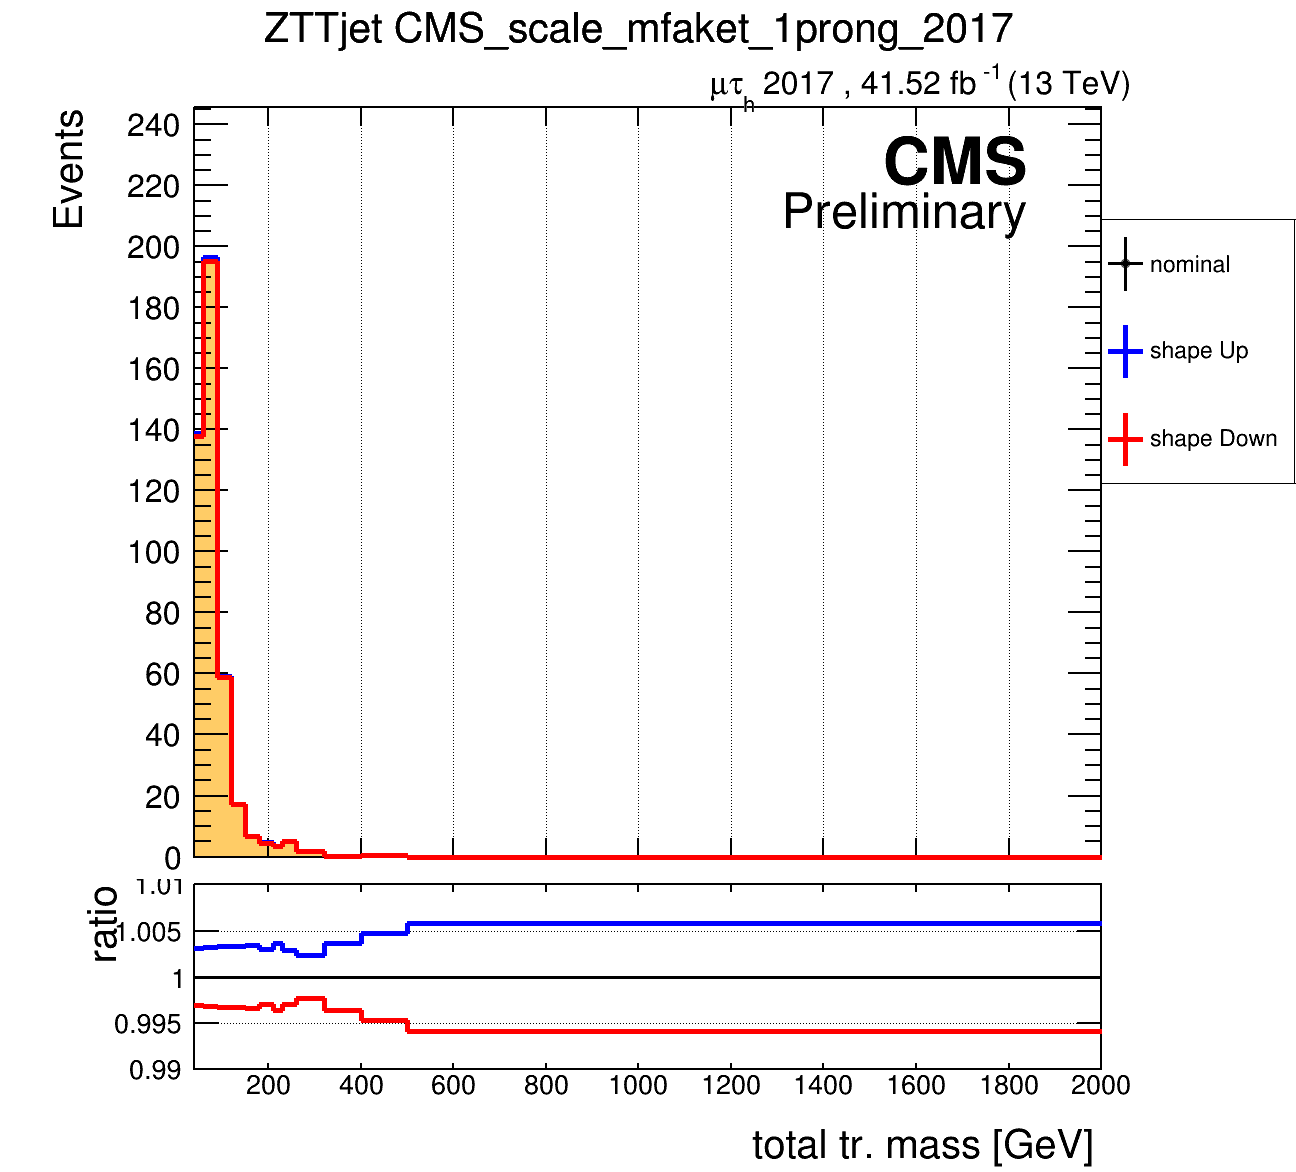 ZTTjet CMS_scale_mfaket_1prong_2017
μτh 2017 , 41.52 fb-1 (13 TeV)
Events
240
220
200
180
160
140
120
100
80
60
40
20
0
CMS
Preliminary
nominal
shape Up
shape Down
ratio
1.01
1.005
1
0.995
0.99
200 400 600 800 1000 1200 1400 1600 1800 2000
total tr. mass [GeV]